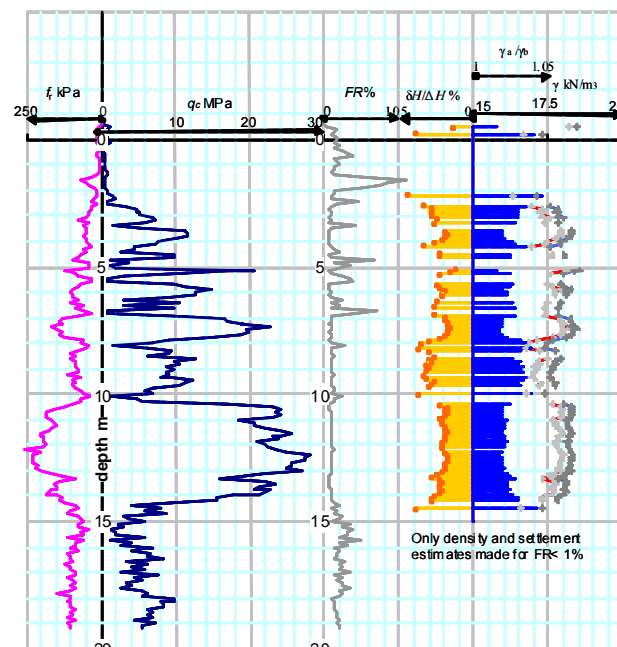 γa/γb
1 1.05
fr kPa qc MPa FR% δH/ΔH % γ kN/m3
250 0 10 20 30 0 10 5 0 15 17.5 2
0 0
5 5
10 10
depth m
15 15
Only density and settlement
estimates made for FR< 1%
20 20